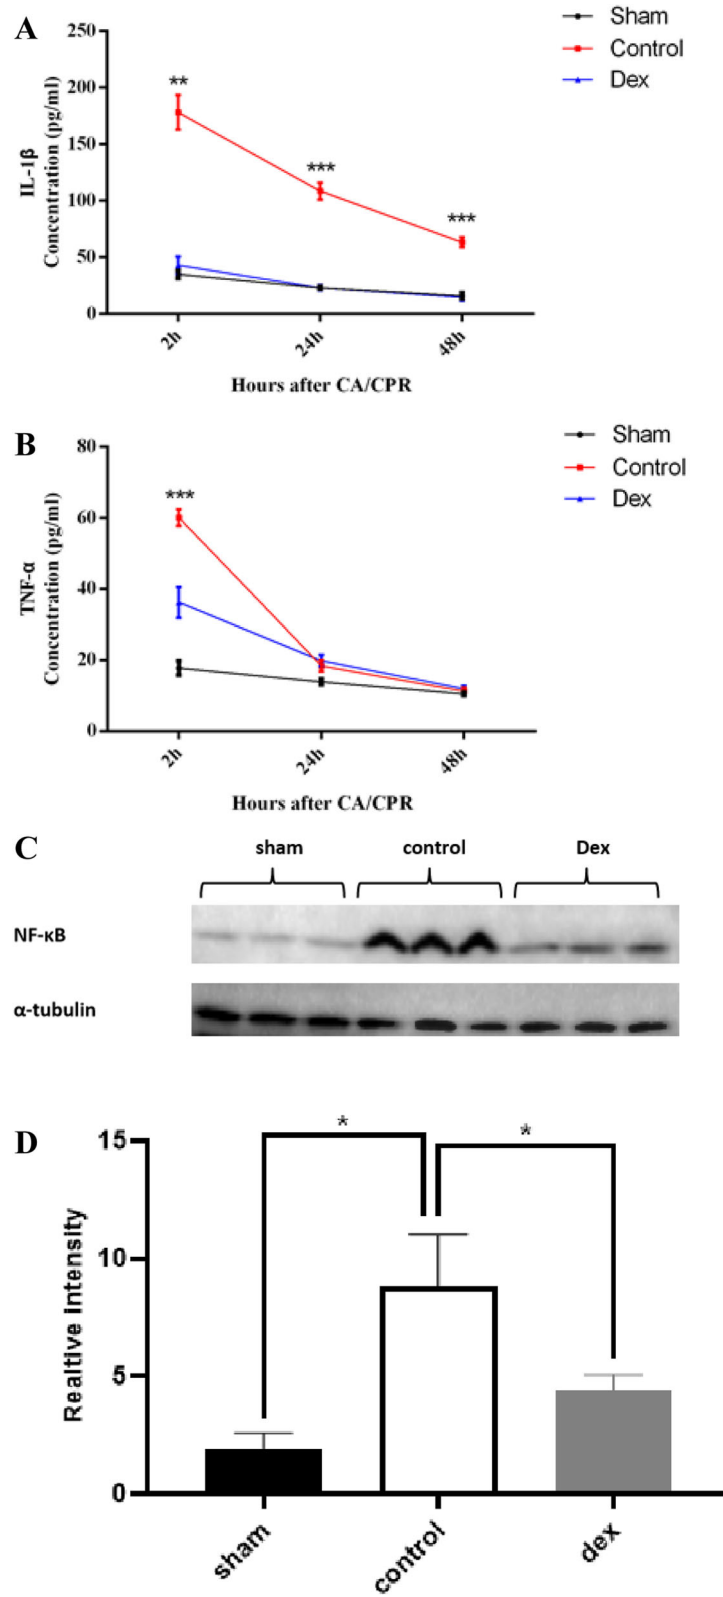 A
250
200
150
100
50
0
IL-1β
Concentration (pg/ml)
**
***
***
2h
24h
48h
Hours after CA/CPR
Sham
Control
Dex
B
80
60
40
20
0
TNF-α
Concentration (pg/ml)
***
2h
24h
48h
Hours after CA/CPR
Sham
Control
Dex
C
sham control Dex
NF-κB
α-tubulin
D
15
10
5
0
Realtive intensity
*
*
sham
control
dex